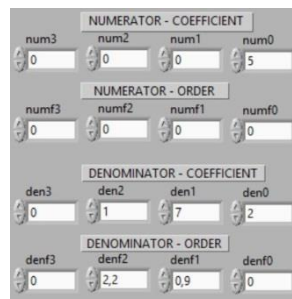 NUMERATOR - COEFFICIENT
num3 num2 num1 num0
0 0 0 5
NUMERATOR - ORDER
numf3 numf2 numf1 numf0
0 0 0 0
DENOMINATOR - COEFFICIENT
den3 den2 den1 den0
0 1 7 2
DENOMINATOR - ORDER
denf3 denf2 denf1 denf0
0 2,2 0,9 0